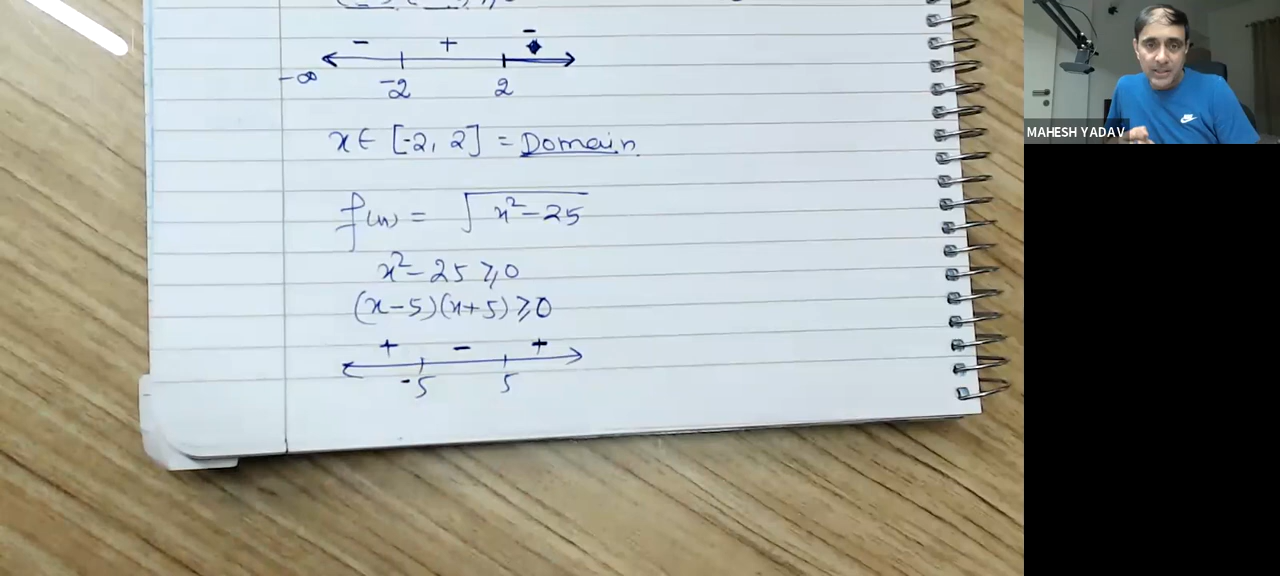 - + -
-∞ -2 2
x ∈ [-2, 2] = Domain
f(x) = √x²-25
x²-25 ⩾0
(x-5)(x+5)⩾0
+ - +
-5 5
MAHESH YADAV